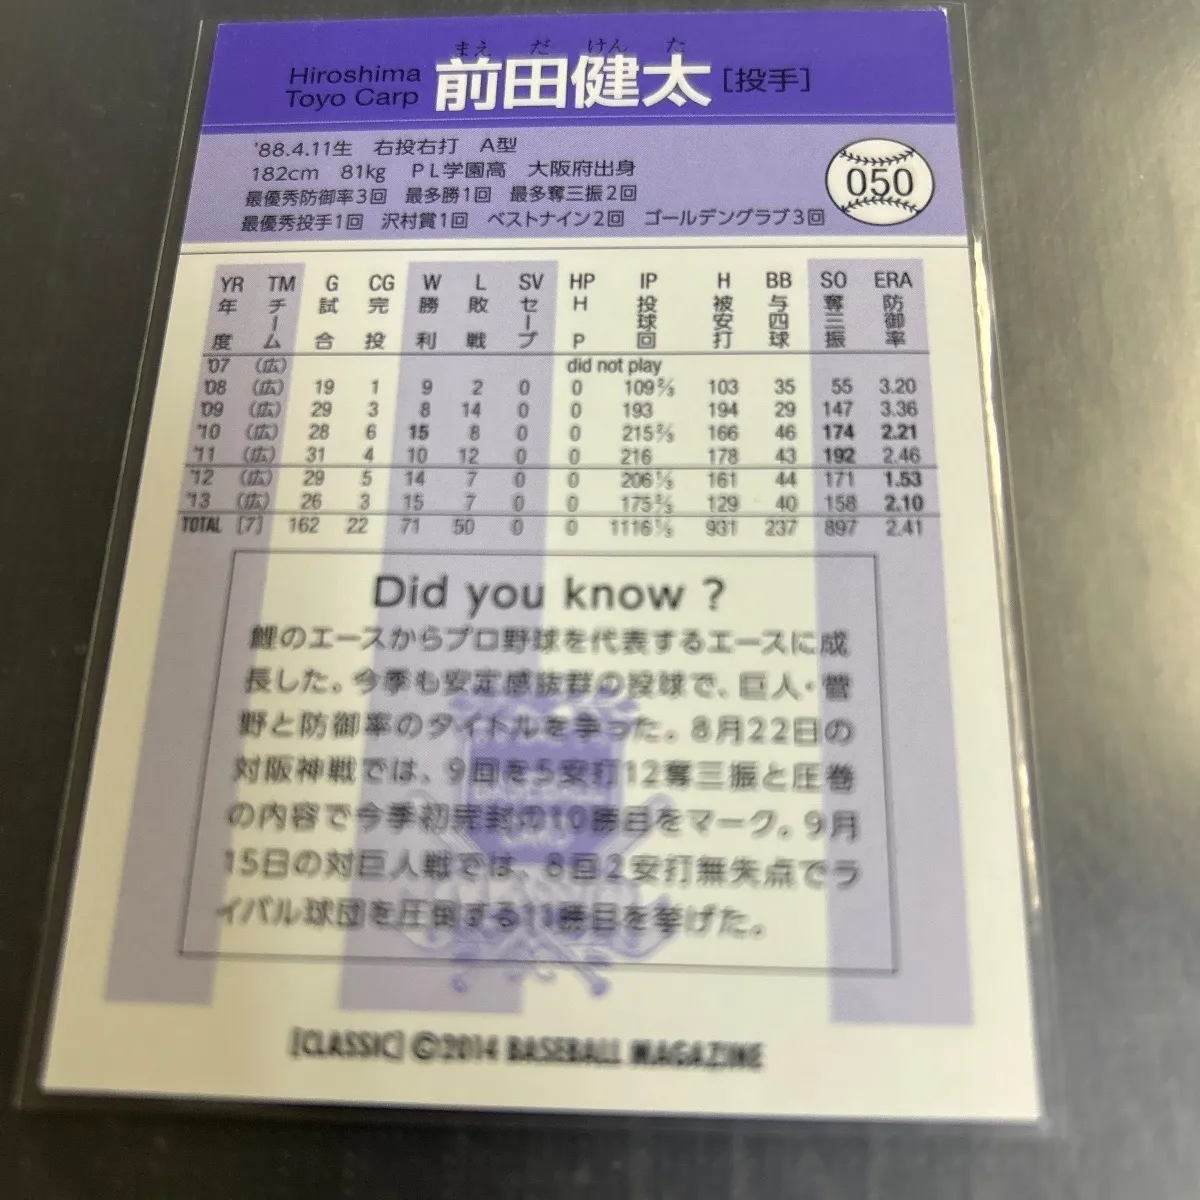 まえ だ けん た
Hiroshima
Toyo Carp 前田健太 [投手]
'88.4.11生 右投右打 A型
182cm 81kg PL学園高 大阪府出身
最優秀防御率3回 最多勝1回 最多奪三振2回
最優秀投手1回 沢村賞1回 ベストナイン2回 ゴールデングラブ3回
050
YR TM G CG W L SV HP IP H BB SO ERA
年度 チーム 試合 完投 勝利 敗戦 セーブ HP 投球回 被安打 与四球 奪三振 防御率
'07 (広) did not play
'08 (広) 19 1 9 2 0 0 109 2/3 103 35 55 3.20
'09 (広) 29 3 8 14 0 0 193 194 29 147 3.36
'10 (広) 28 6 15 8 0 0 215 2/3 166 46 174 2.21
'11 (広) 31 4 10 12 0 0 216 178 43 192 2.46
'12 (広) 29 5 14 7 0 0 206 1/3 161 44 171 1.53
'13 (広) 26 3 15 7 0 0 175 2/3 129 40 158 2.10
TOTAL [7] 162 22 71 50 0 0 1116 1/3 931 237 897 2.41
Did you know ?
鯉のエースからプロ野球を代表するエースに成
長した。今季も安定感抜群の投球で、巨人・菅
野と防御率のタイトルを争った。8月22日の
対阪神戦では、9回を5安打12奪三振と圧巻
の内容で今季初完封の10勝目をマーク。9月
15日の対巨人戦では、8回2安打無失点でラ
イバル球団を圧倒する11勝目を挙げた。
[CLASSIC] ©2014 BASEBALL MAGAZINE